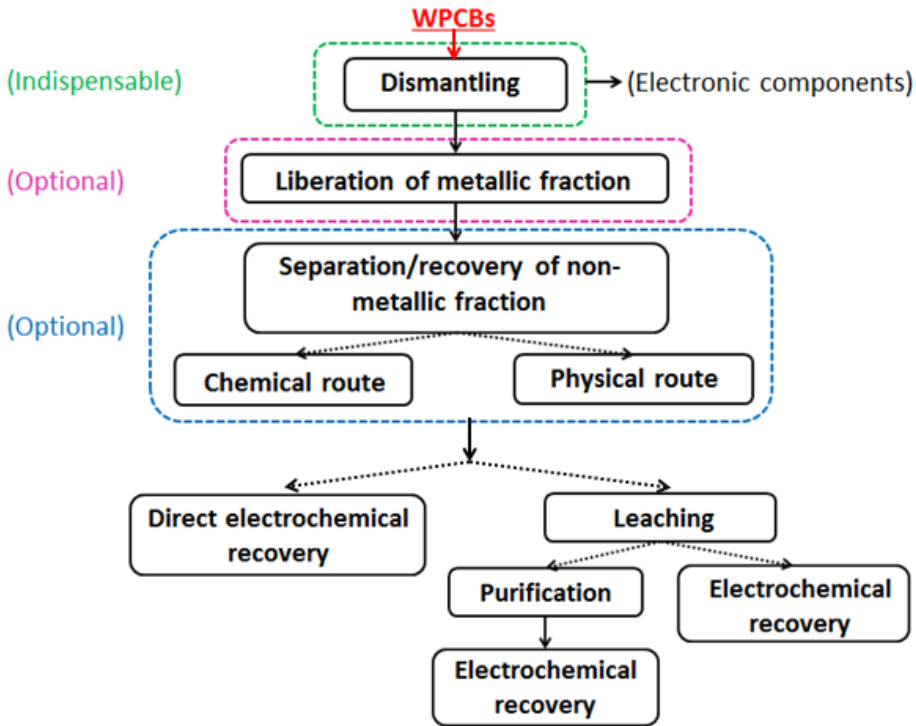 WPCBs
(Indispensable)
Dismantling
(Electronic components)
(Optional)
Liberation of metallic fraction
Separation/recovery of non-
metallic fraction
(Optional)
Chemical route
Physical route
Direct electrochemical
recovery
Leaching
Purification
Electrochemical
recovery
Electrochemical
recovery